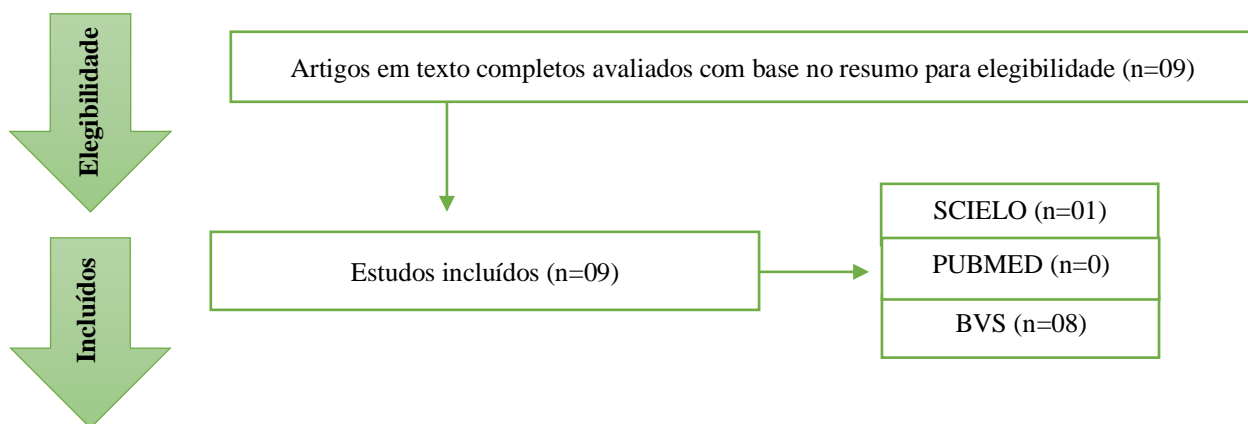 Elegibilidade
Artigos em texto completos avaliados com base no resumo para elegibilidade (n=09)
Incluídos
Estudos incluídos (n=09)
SCIELO (n=01)
PUBMED (n=0)
BVS (n=08)